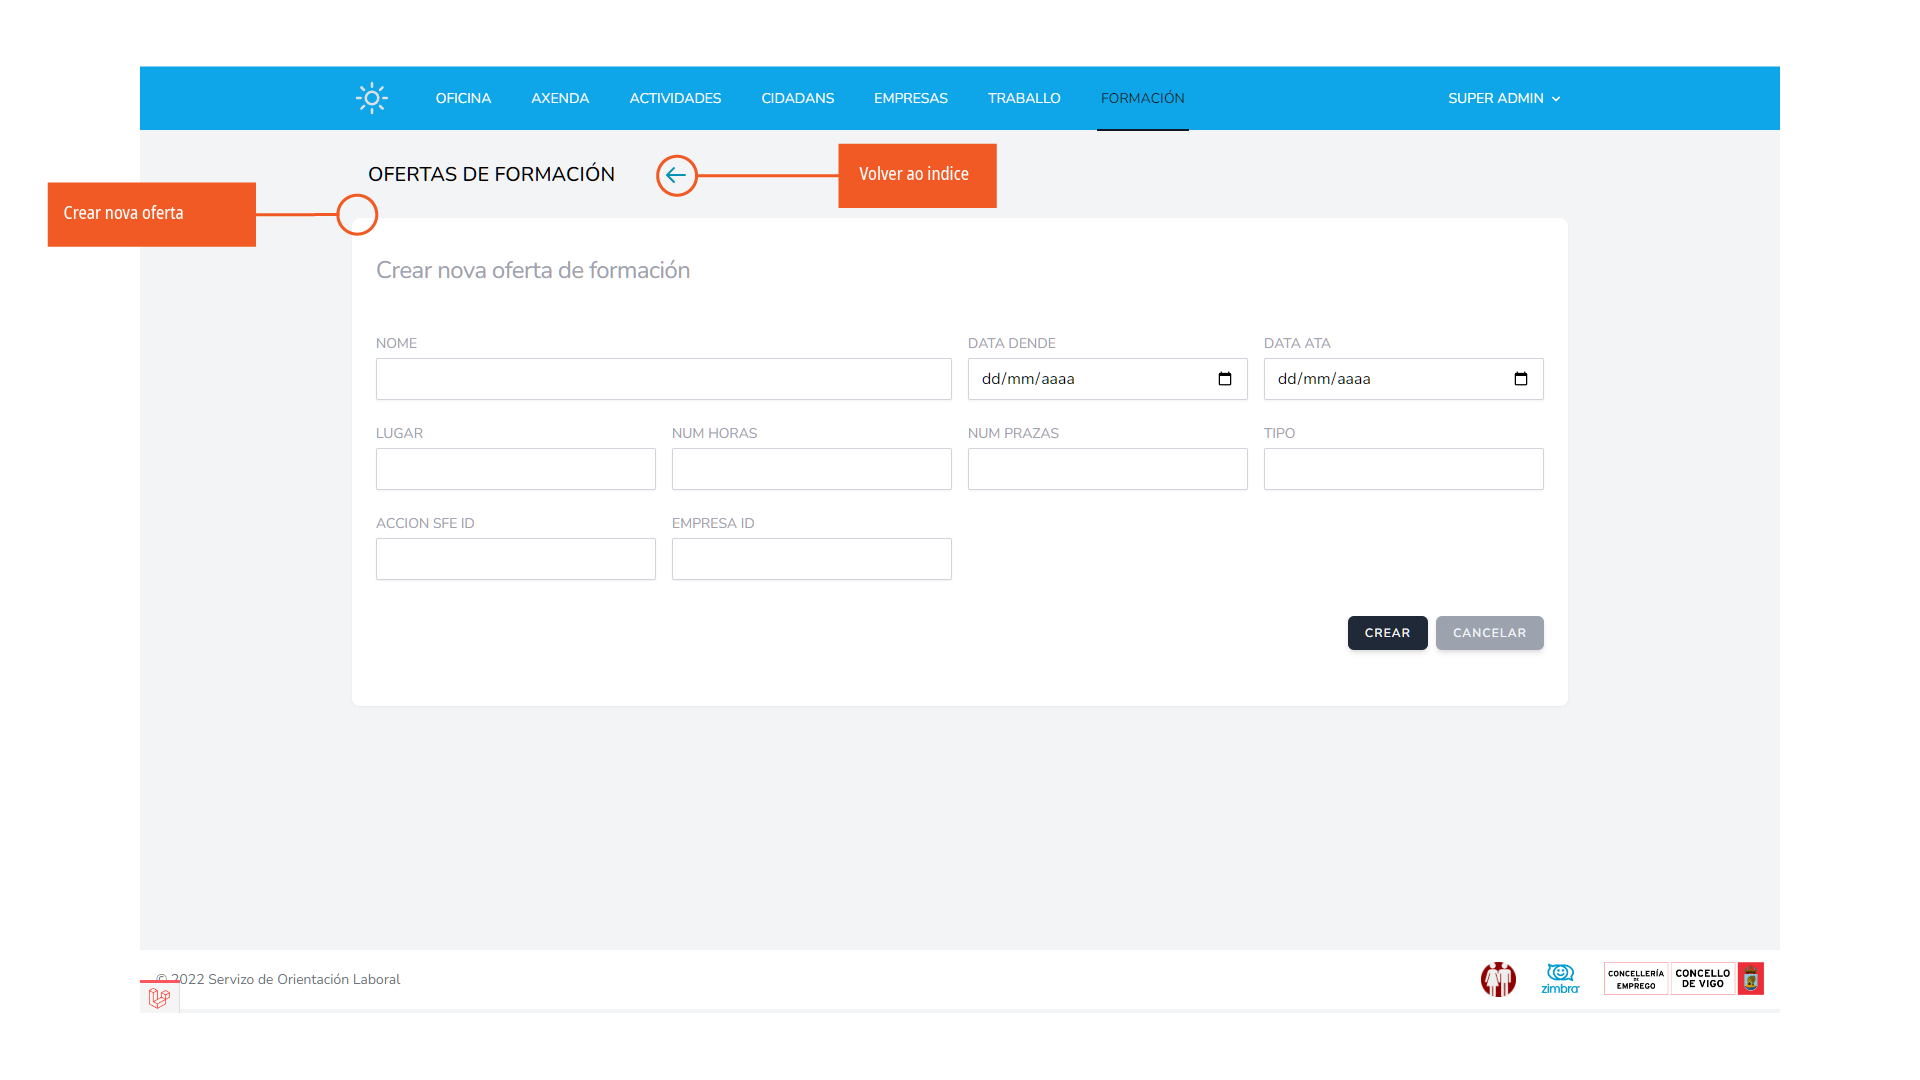 OFICINA AXENDA ACTIVIDADES CIDADANS EMPRESAS TRABALLO FORMACIÓN SUPER ADMIN
OFERTAS DE FORMACIÓN
Volver ao indice
Crear nova oferta
Crear nova oferta de formación
NOME DATA DENDE DATA ATA
dd/mm/aaaa dd/mm/aaaa
LUGAR NUM HORAS NUM PRAZAS TIPO
ACCION SFE ID EMPRESA ID
CREAR CANCELAR
© 2022 Servizo de Orientación Laboral
zimbra
CONCELLERÍA
DE
EMPREGO
CONCELLO
DE VIGO